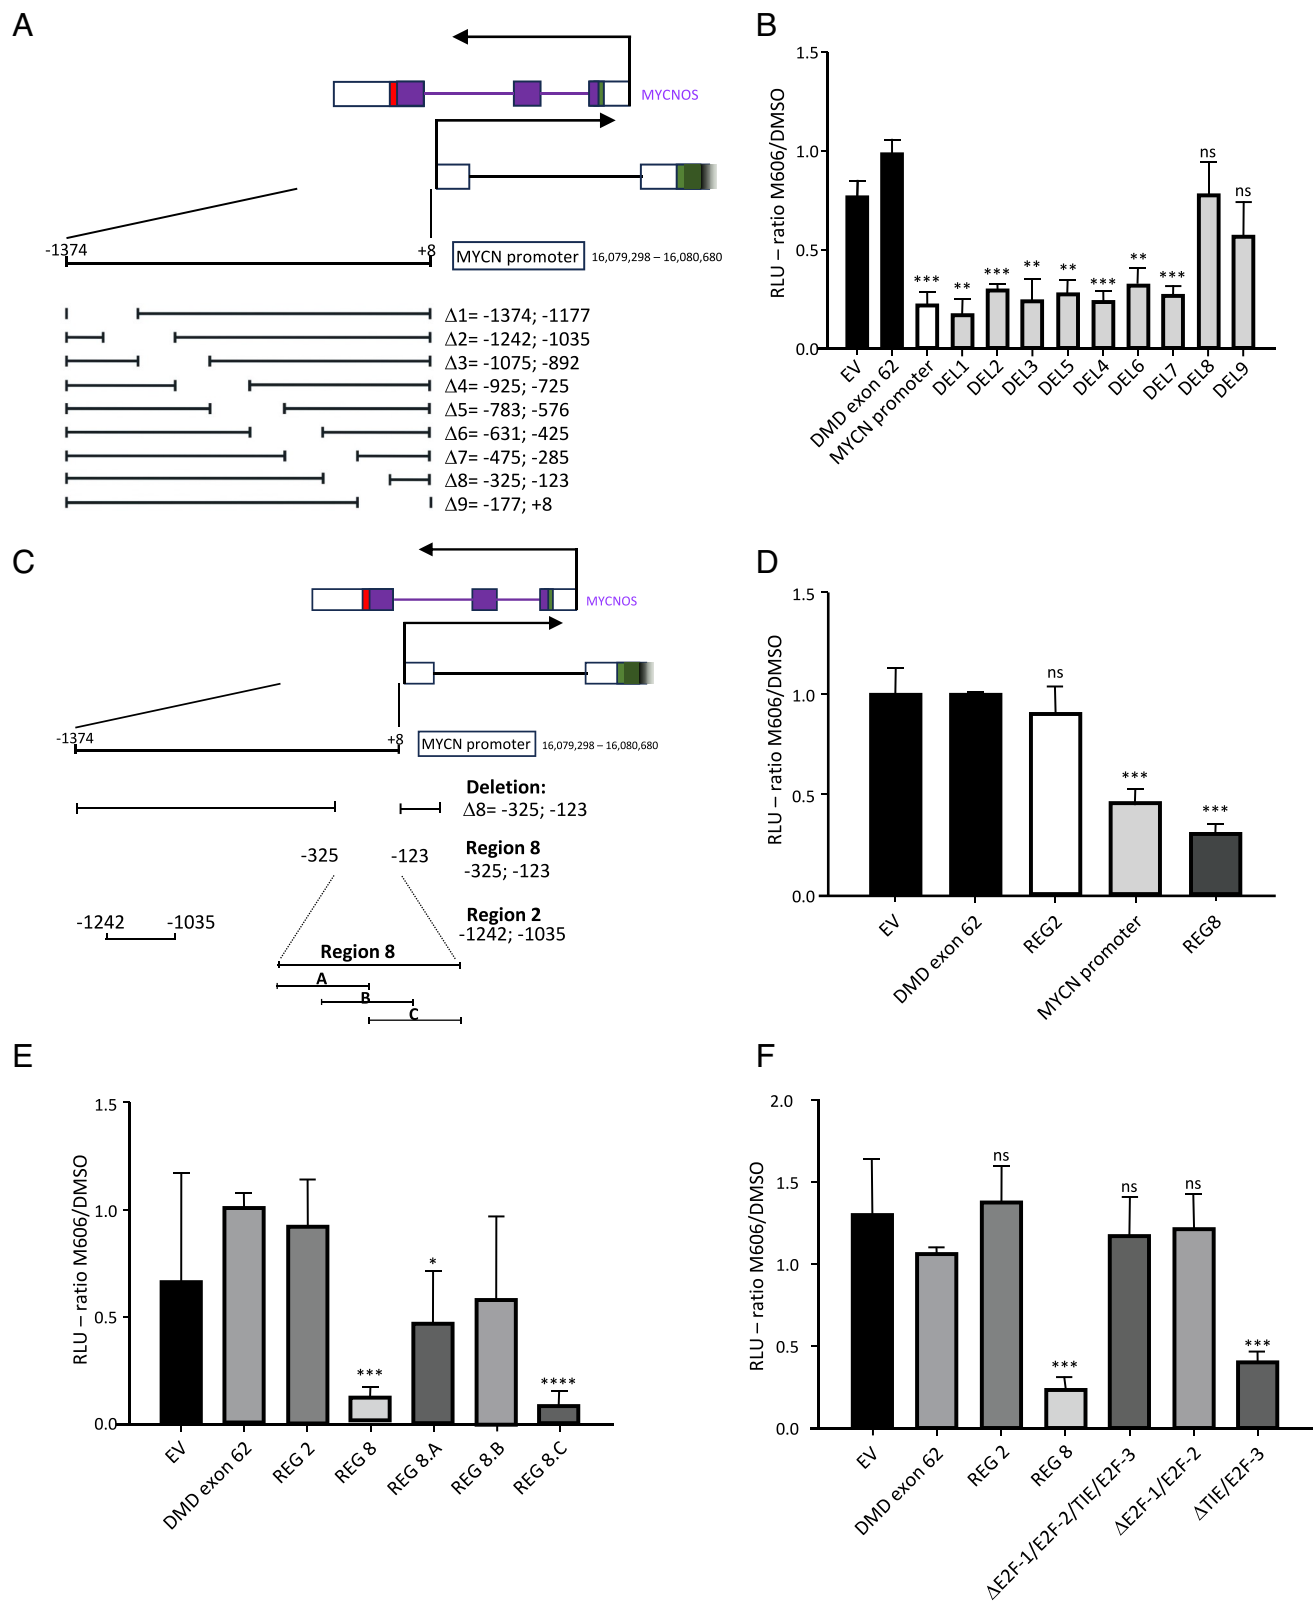 A
MYCNOS
-1374
+8
MYCN promoter
16,079,298 – 16,080,680
Δ1= -1374; -1177
Δ2= -1242; -1035
Δ3= -1075; -892
Δ4= -925; -725
Δ5= -783; -576
Δ6= -631; -425
Δ7= -475; -285
Δ8= -325; -123
Δ9= -177; +8
B
RLU – ratio M606/DMSO
1.5
1.0
0.5
0.0
*** ** *** ** ** *** ** *** ns ns
EV
DMD exon 62
MYCN promoter
DEL1
DEL2
DEL3
DEL5
DEL4
DEL6
DEL7
DEL8
DEL9
C
MYCNOS
-1374
+8
MYCN promoter
16,079,298 – 16,080,680
Deletion:
Δ8= -325; -123
-325
-123
Region 8
-325; -123
-1242
-1035
Region 2
-1242; -1035
Region 8
A
B
C
D
RLU – ratio M606/DMSO
1.5
1.0
0.5
0.0
ns *** ***
EV
DMD exon 62
REG2
MYCN promoter
REG8
E
RLU – ratio M606/DMSO
1.5
1.0
0.5
0.0
*** * ****
EV
DMD exon 62
REG 2
REG 8
REG 8.A
REG 8.B
REG 8.C
F
RLU – ratio M606/DMSO
2.0
1.5
1.0
0.5
0.0
ns *** ns ns ***
EV
DMD exon 62
REG 2
REG 8
ΔE2F-1/E2F-2/TIE/E2F-3
ΔE2F-1/E2F-2
ΔTIE/E2F-3